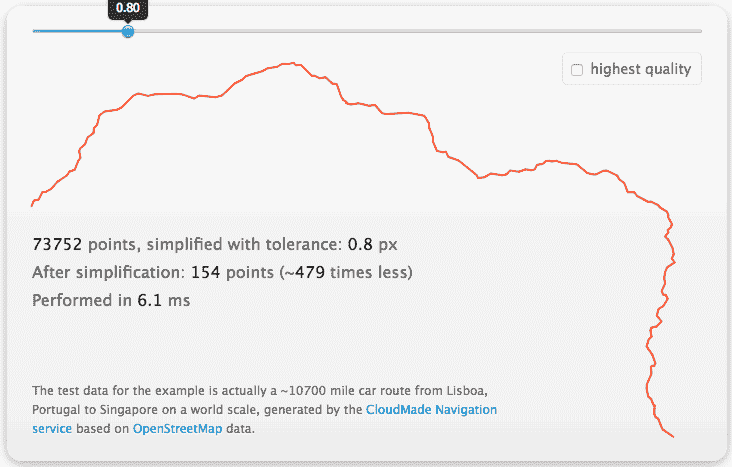 0.80
highest quality
73752 points, simplified with tolerance: 0.8 px
After simplification: 154 points (~479 times less)
Performed in 6.1 ms
The test data for the example is actually a ~10700 mile car route from Lisboa,
Portugal to Singapore on a world scale, generated by the CloudMade Navigation
service based on OpenStreetMap data.